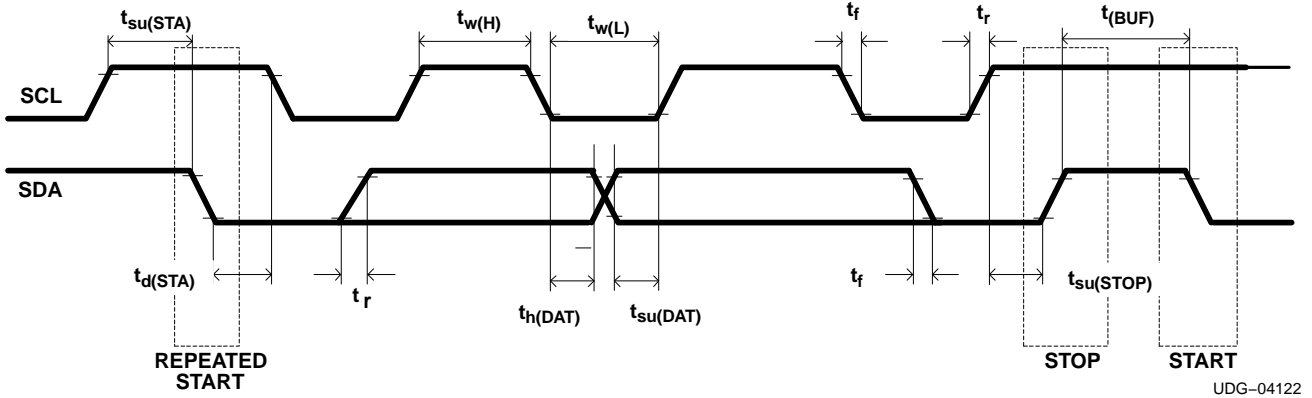 tsu(STA)
tw(H)
tw(L)
tf
tr
t(BUF)
SCL
SDA
td(STA)
tr
th(DAT)
tsu(DAT)
tf
tsu(STOP)
REPEATED
START
STOP
START
UDG−04122